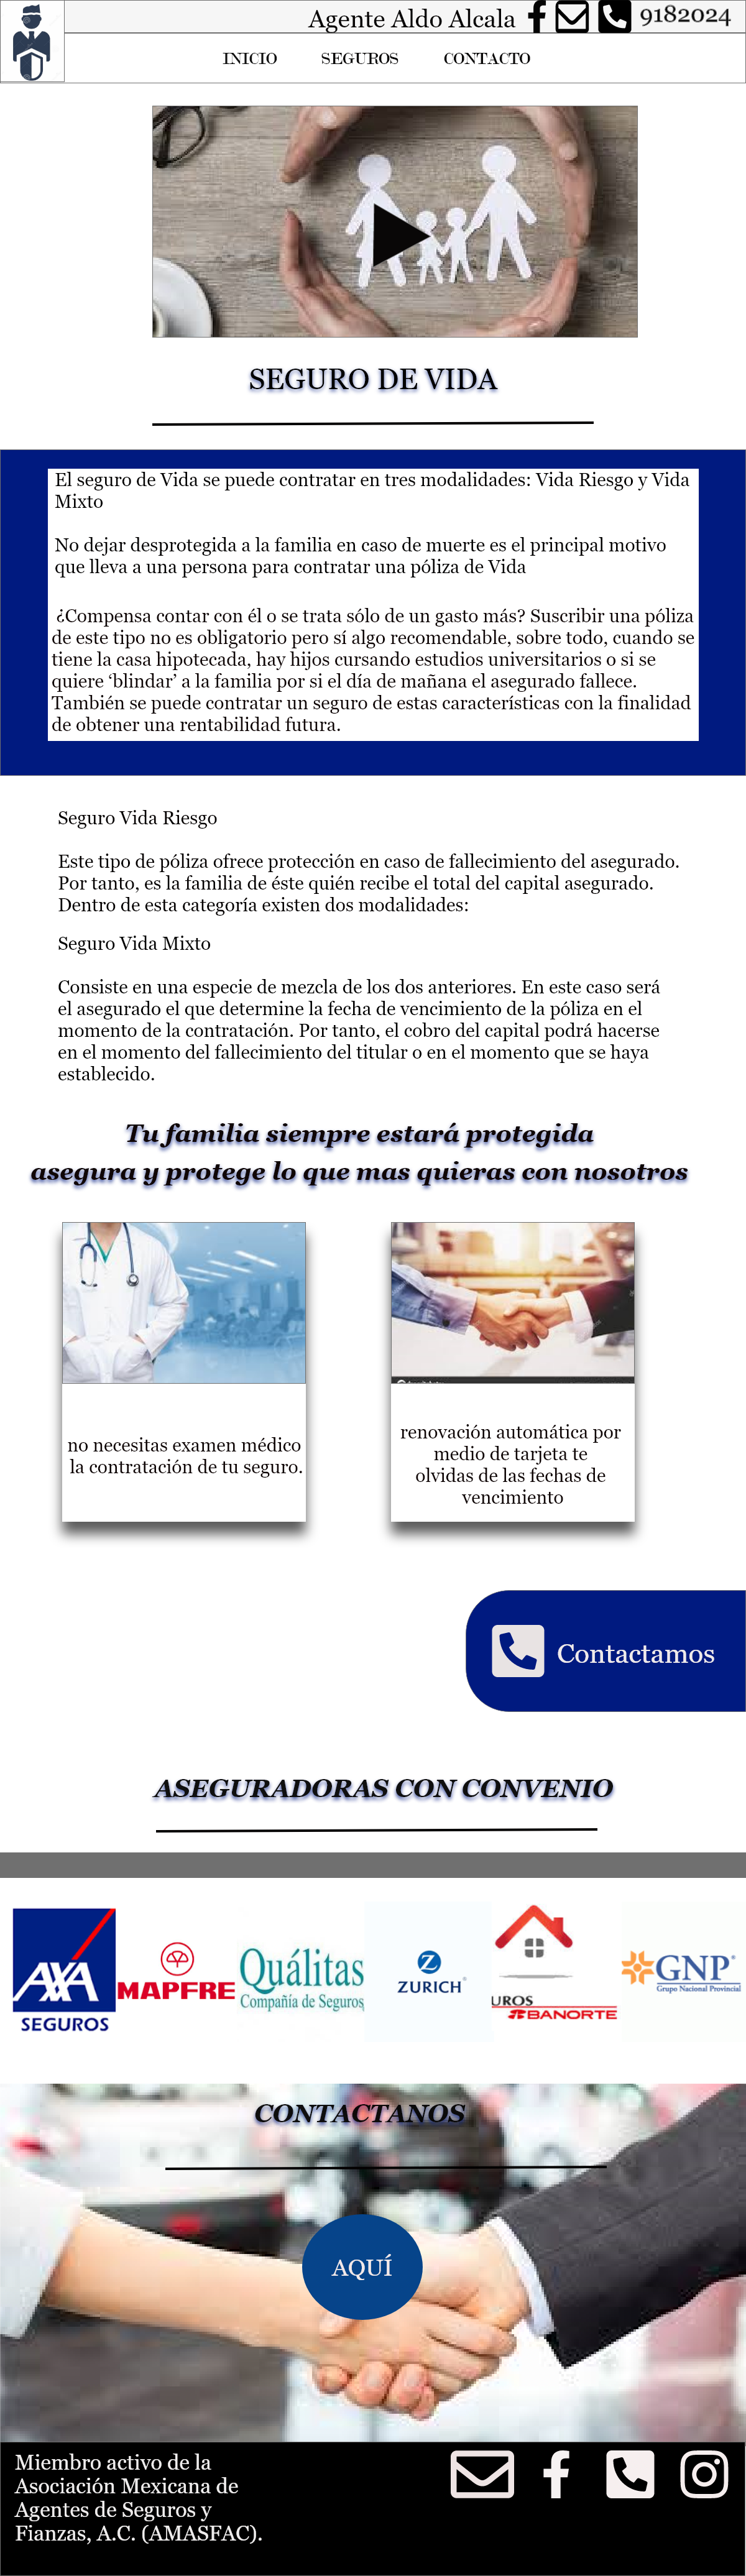 Agente Aldo Alcala
9182024
INICIO SEGUROS CONTACTO
SEGURO DE VIDA
El seguro de Vida se puede contratar en tres modalidades: Vida Riesgo y Vida
Mixto
No dejar desprotegida a la familia en caso de muerte es el principal motivo
que lleva a una persona para contratar una póliza de Vida
¿Compensa contar con él o se trata sólo de un gasto más? Suscribir una póliza
de este tipo no es obligatorio pero sí algo recomendable, sobre todo, cuando se
tiene la casa hipotecada, hay hijos cursando estudios universitarios o si se
quiere ‘blindar’ a la familia por si el día de mañana el asegurado fallece.
También se puede contratar un seguro de estas características con la finalidad
de obtener una rentabilidad futura.
Seguro Vida Riesgo
Este tipo de póliza ofrece protección en caso de fallecimiento del asegurado.
Por tanto, es la familia de éste quién recibe el total del capital asegurado.
Dentro de esta categoría existen dos modalidades:
Seguro Vida Mixto
Consiste en una especie de mezcla de los dos anteriores. En este caso será
el asegurado el que determine la fecha de vencimiento de la póliza en el
momento de la contratación. Por tanto, el cobro del capital podrá hacerse
en el momento del fallecimiento del titular o en el momento que se haya
establecido.
Tu familia siempre estará protegida
asegura y protege lo que mas quieras con nosotros
no necesitas examen médico
la contratación de tu seguro.
renovación automática por
medio de tarjeta te
olvidas de las fechas de
vencimiento
Contactamos
ASEGURADORAS CON CONVENIO
AXA
SEGUROS
MAPFRE
Quálitas
Compañía de Seguros
ZURICH
UROS
BANORTE
GNP
Grupo Nacional Provincial
CONTACTANOS
AQUÍ
Miembro activo de la
Asociación Mexicana de
Agentes de Seguros y
Fianzas, A.C. (AMASFAC).